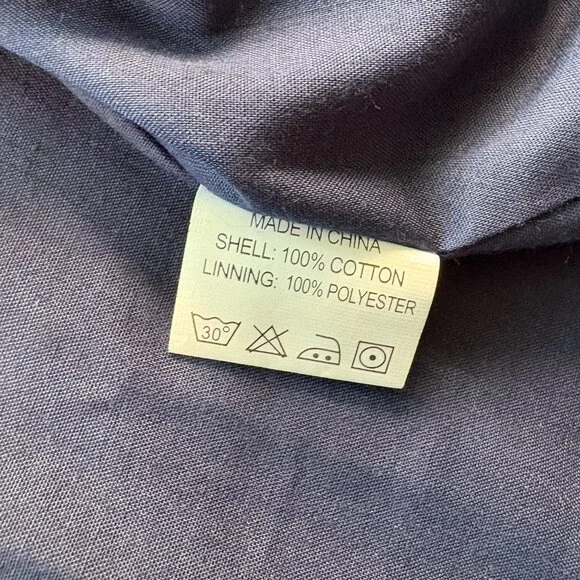 MADE IN CHINA
SHELL: 100% COTTON
LINNING: 100% POLYESTER
30°